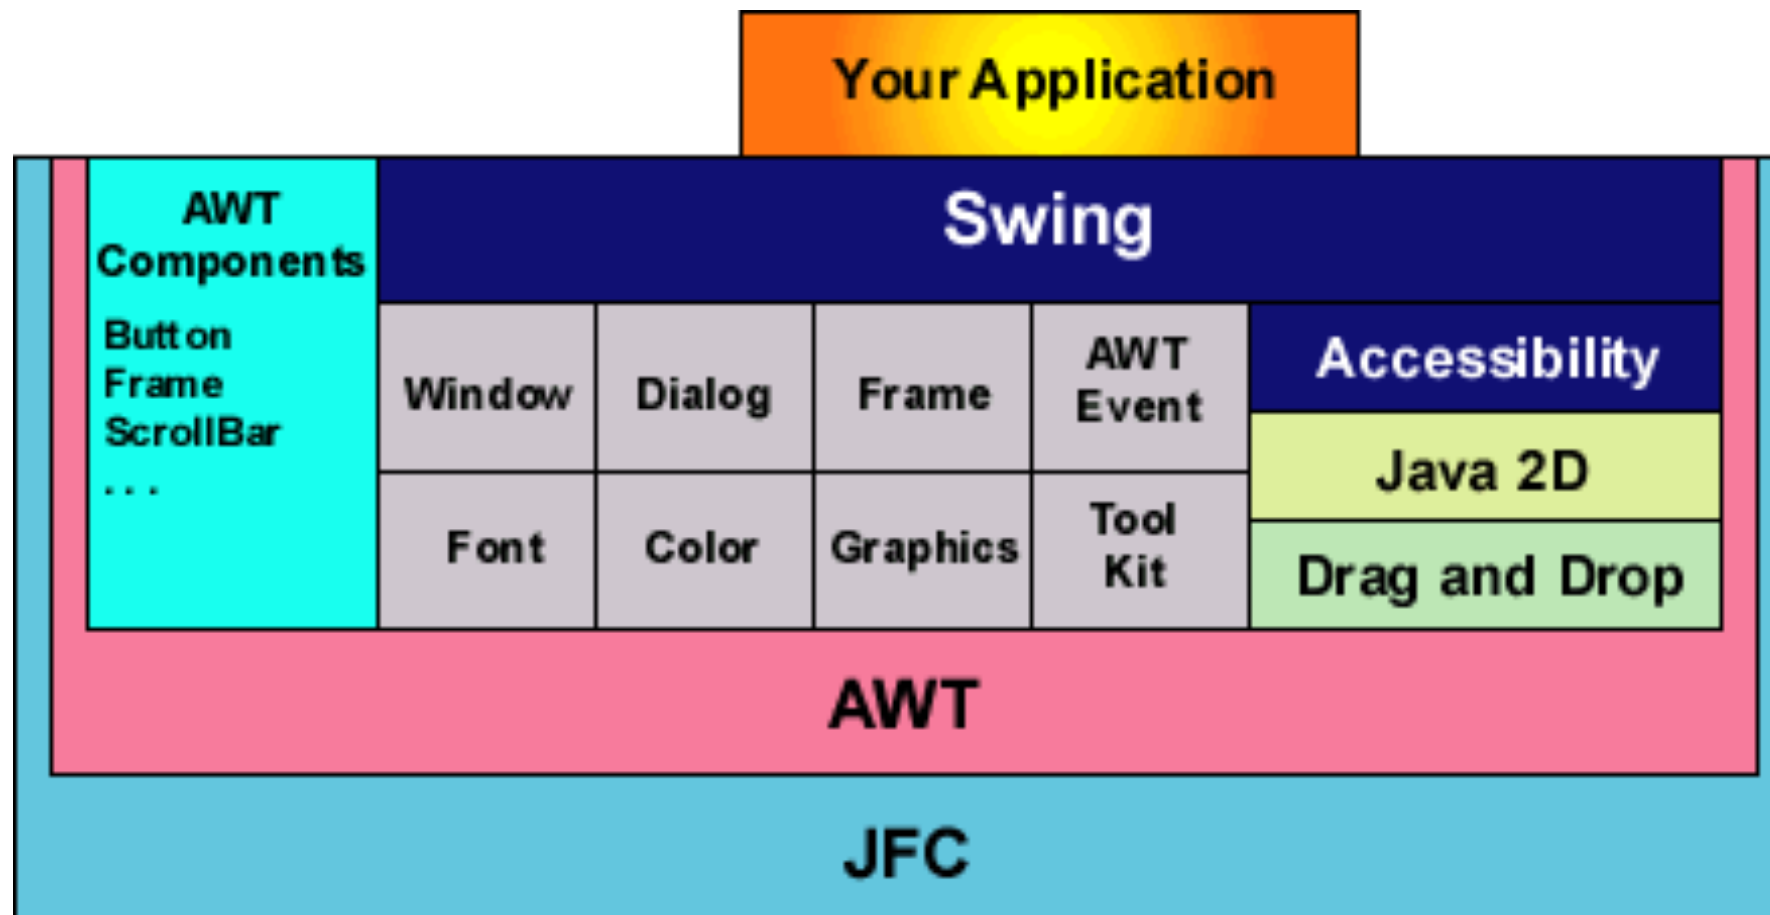 Your Application
AWT
Components
Button
Frame
ScrollBar
. . .
Swing
Window
Dialog
Frame
AWT
Event
Accessibility
Java 2D
Font
Color
Graphics
Tool
Kit
Drag and Drop
AWT
JFC